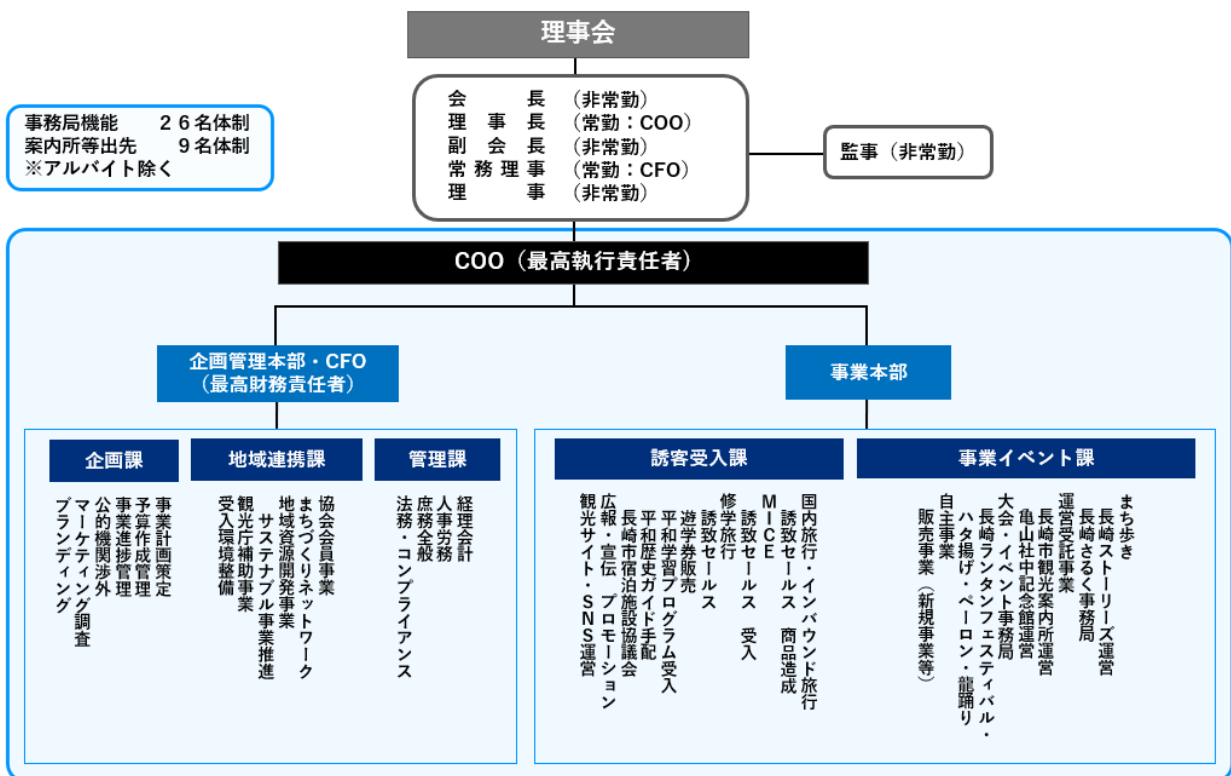 理事会
会長(非常勤)
理事長(常勤:COO)
副会長(非常勤)
常務理事(常勤:CFO)
理事(非常勤)
事務局機能 26名体制
案内所等出先 9名体制
※アルバイト除く
監事(非常勤)
COO(最高執行責任者)
企画管理本部・CFO
(最高財務責任者)
事業本部
企画課
事業計画策定
予算作成管理
事業進捗管理
公的機関渉外
マーケティング調査
ブランディング
地域連携課
協会会員事業
まちづくりネットワーク
地域資源開発事業
サステナブル事業推進
観光庁補助事業
受入環境整備
管理課
経理会計
人事労務
庶務全般
法務・コンプライアンス
誘客受入課
国内旅行・インバウンド旅行
誘致セールス 商品造成
MICE
誘致セールス 受入
修学旅行
誘致セールス
遊学券販売
平和学習プログラム受入
平和歴史ガイド手配
長崎市宿泊施設協議会
広報・宣伝 プロモーション
観光サイト・SNS運営
事業イベント課
まち歩き
長崎ストーリーズ運営
長崎さるく事務局
運営受託事業
長崎市観光案内所運営
亀山社中記念館運営
大会・イベント事務局
長崎ランタンフェスティバル・
ハタ揚げ・ペーロン・龍踊り
自主事業
販売事業(新規事業等)